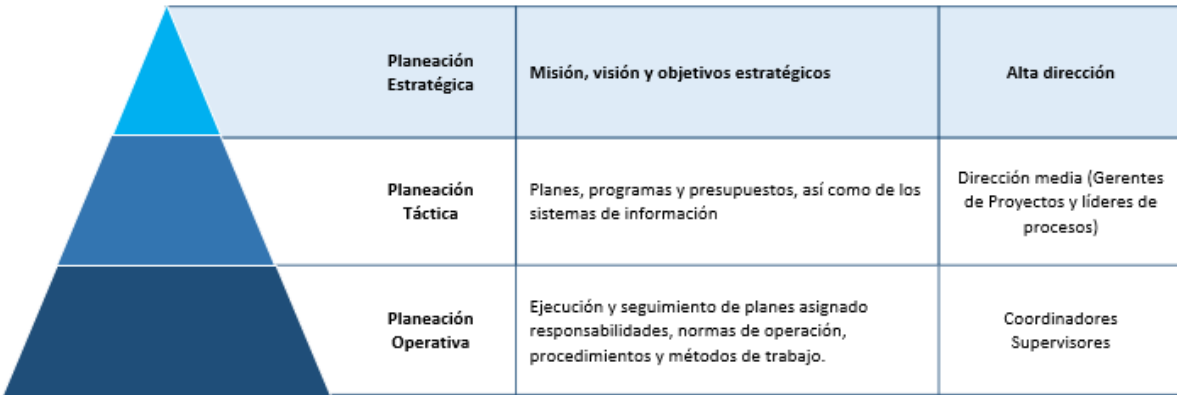 Planeación
Estratégica
Misión, visión y objetivos estratégicos
Alta dirección
Planeación
Táctica
Planes, programas y presupuestos, así como de los
sistemas de información
Dirección media (Gerentes
de Proyectos y líderes de
procesos)
Planeación
Operativa
Ejecución y seguimiento de planes asignado
responsabilidades, normas de operación,
procedimientos y métodos de trabajo.
Coordinadores
Supervisores